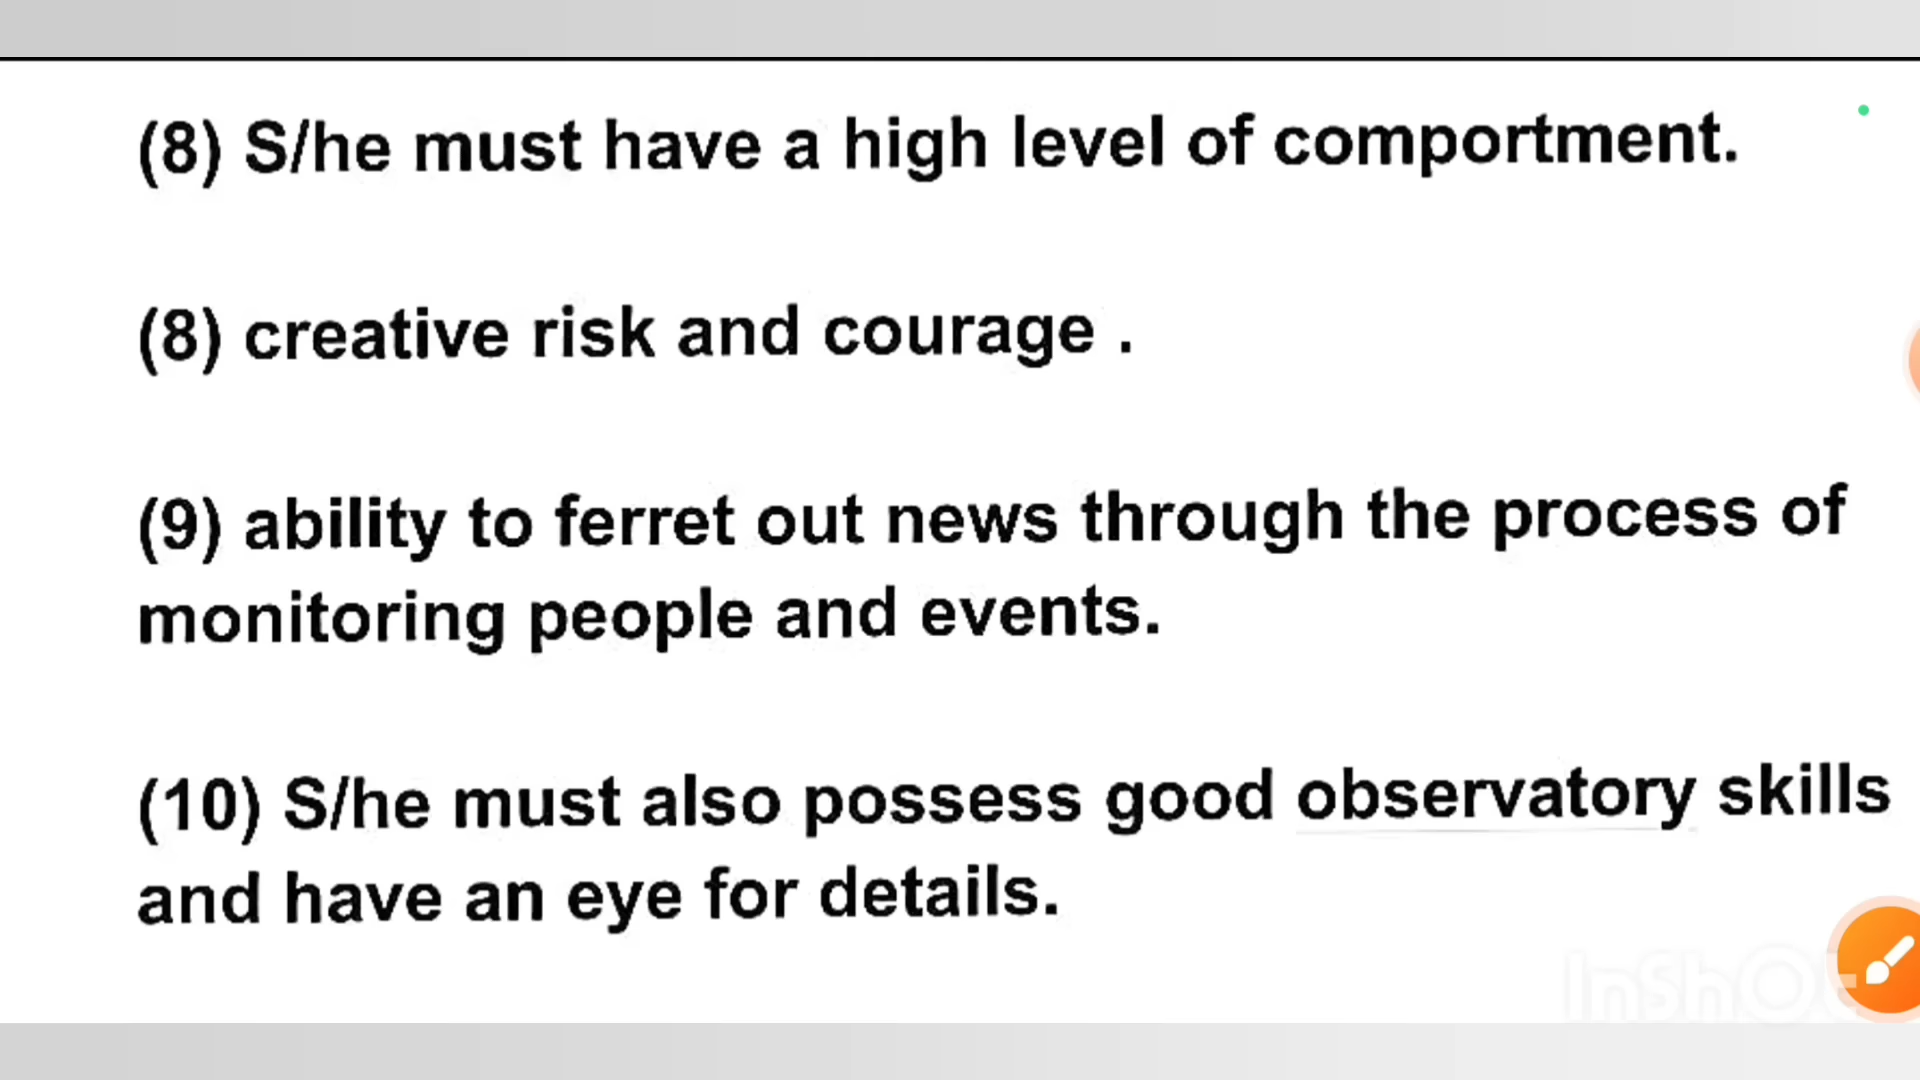 (8) S/he must have a high level of comportment.
(8) creative risk and courage .
(9) ability to ferret out news through the process of
monitoring people and events.
(10) S/he must also possess good observatory skills
and have an eye for details.
InShOt